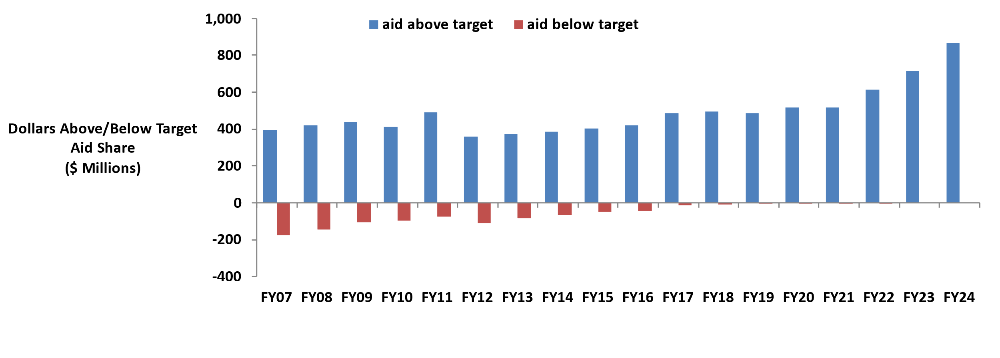 1,000
aid above target
aid below target
800
600
400
200
0
-200
-400
Dollars Above/Below Target
Aid Share
($ Millions)
FY07 FY08 FY09 FY10 FY11 FY12 FY13 FY14 FY15 FY16 FY17 FY18 FY19 FY20 FY21 FY22 FY23 FY24